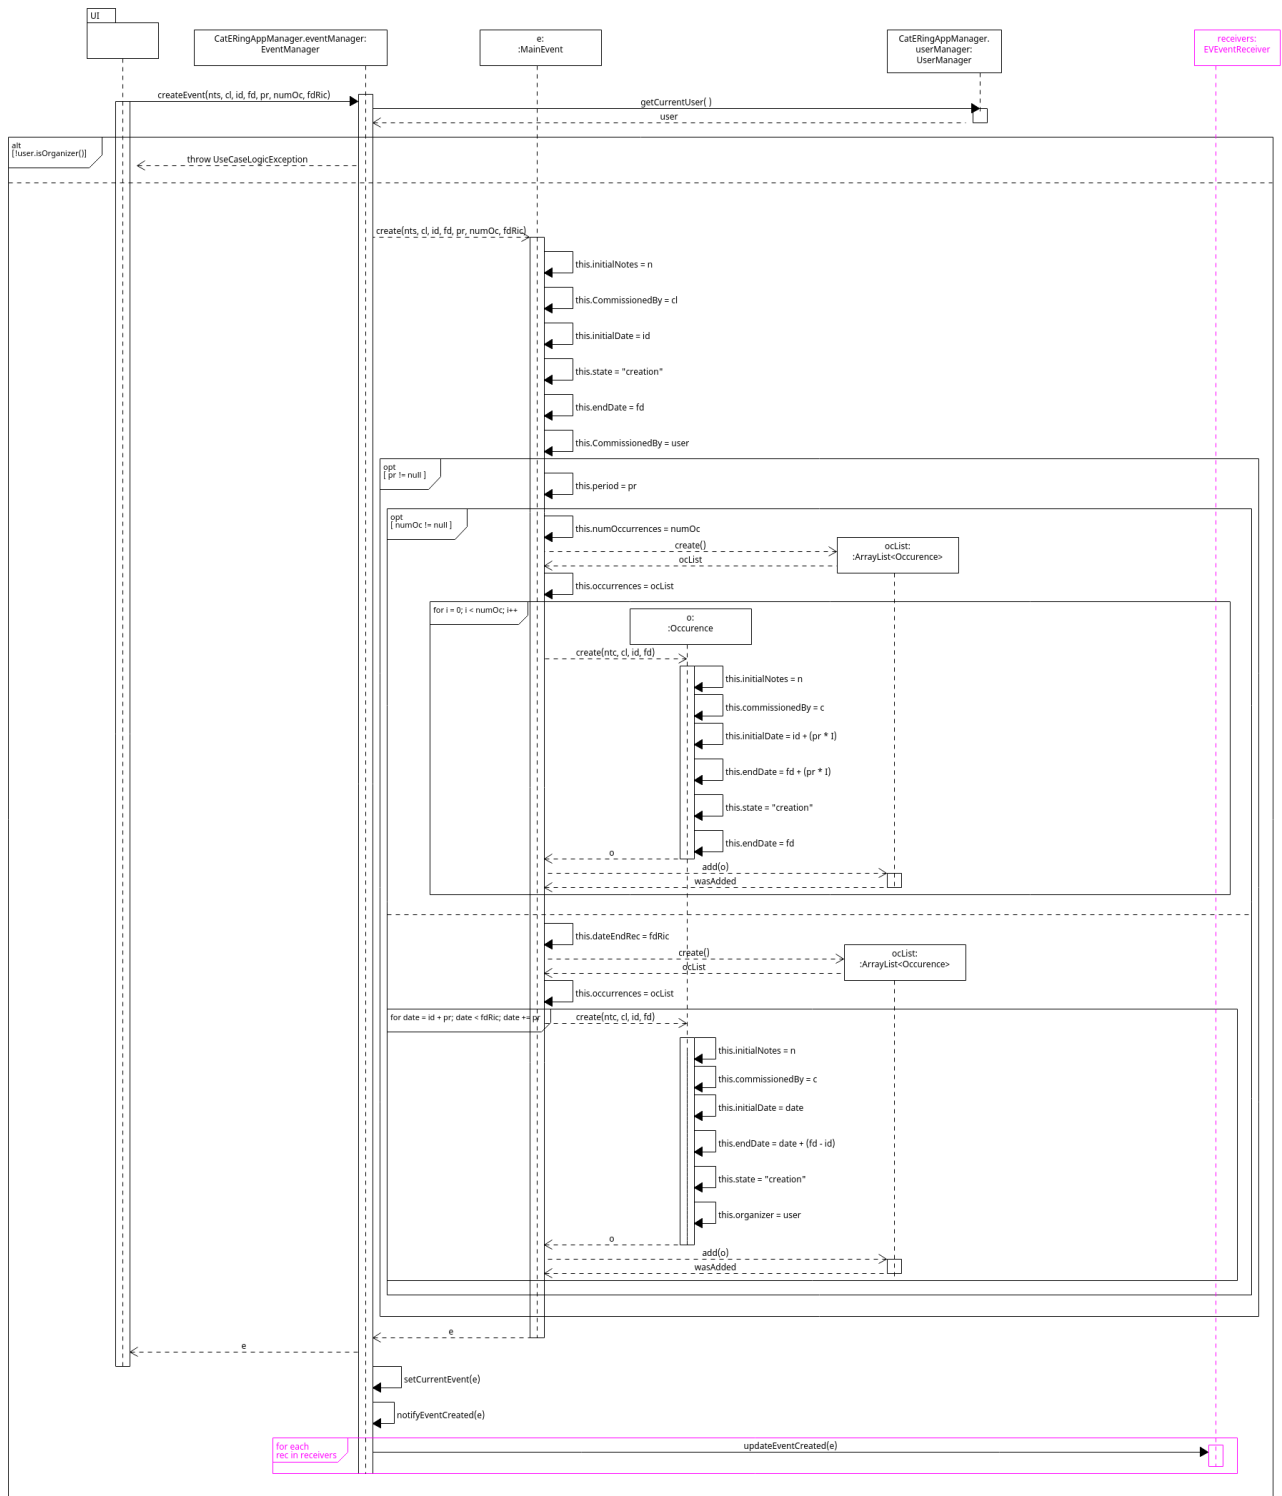 UI
CatERingAppManager.eventManager:
EventManager
e:
:MainEvent
CatERingAppManager.
userManager:
UserManager
receivers:
EVEventReceiver
createEvent(nts, cl, id, fd, pr, numOc, fdRic)
getCurrentUser( )
user
alt
[!user.isOrganizer()]
throw UseCaseLogicException
create(nts, cl, id, fd, pr, numOc, fdRic)
this.initialNotes = n
this.CommissionedBy = cl
this.initialDate = id
this.state = "creation"
this.endDate = fd
this.CommissionedBy = user
opt
[ pr != null ]
this.period = pr
opt
[ numOc != null ]
this.numOccurrences = numOc
create()
ocList:
:ArrayList<Occurence>
ocList
this.occurrences = ocList
for i = 0; i < numOc; i++
o:
:Occurence
create(ntc, cl, id, fd)
this.initialNotes = n
this.commissionedBy = c
this.initialDate = id + (pr * I)
this.endDate = fd + (pr * I)
this.state = "creation"
this.endDate = fd
o
add(o)
wasAdded
this.dateEndRec = fdRic
create()
ocList:
:ArrayList<Occurence>
ocList
this.occurrences = ocList
for date = id + pr; date < fdRic; date += pr
create(ntc, cl, id, fd)
this.initialNotes = n
this.commissionedBy = c
this.initialDate = date
this.endDate = date + (fd - id)
this.state = "creation"
this.organizer = user
o
add(o)
wasAdded
e
e
setCurrentEvent(e)
notifyEventCreated(e)
for each
rec in receivers
updateEventCreated(e)